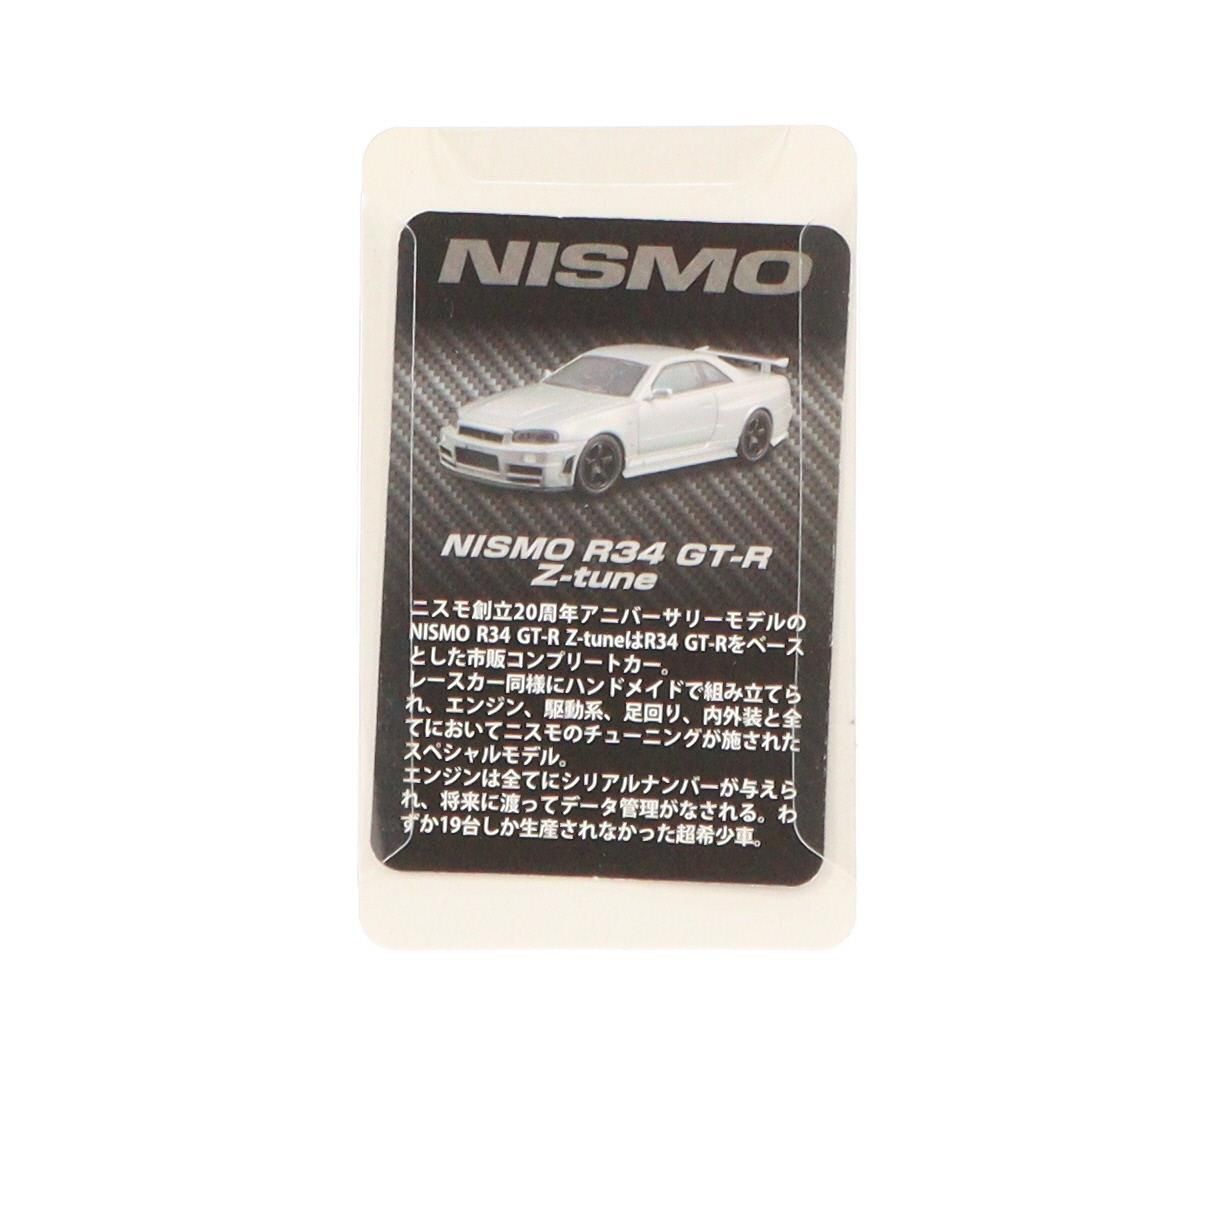 NISMO
NISMO R34 GT-R
Z-tune
ニスモ創立20周年アニバーサリーモデルの
NISMO R34 GT-R Z-tuneはR34 GT-Rをベース
とした市販コンプリートカー。
レースカー同様にハンドメイドで組み立てら
れ、エンジン、駆動系、足回り、内外装と全
てにおいてニスモのチューニングが施された
スペシャルモデル。
エンジンは全てにシリアルナンバーが与えら
れ、将来に渡ってデータ管理がなされる。わ
ずか19台しか生産されなかった超希少車。